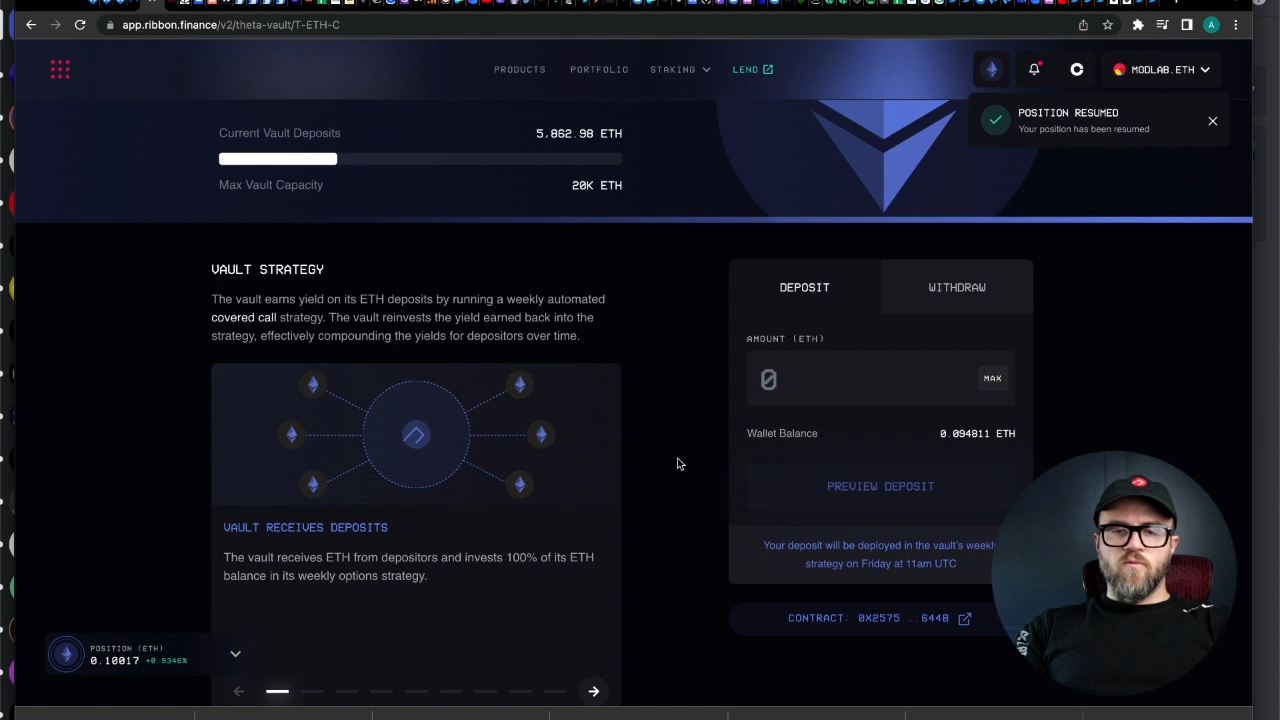 app.ribbon.finance/v2/theta-vault/T-ETH-C
A
PRODUCTS
PORTFOLIO
STAKING
LEND
MODLAB.ETH
POSITION RESUMED
Your position has been resumed
Current Vault Deposits
5,862.98 ETH
Max Vault Capacity
20K ETH
VAULT STRATEGY
The vault earns yield on its ETH deposits by running a weekly automated
covered call strategy. The vault reinvests the yield earned back into the
strategy, effectively compounding the yields for depositors over time.
VAULT RECEIVES DEPOSITS
The vault receives ETH from depositors and invests 100% of its ETH
balance in its weekly options strategy.
DEPOSIT
WITHDRAW
AMOUNT (ETH)
0
MAX
Wallet Balance
0.094811 ETH
PREVIEW DEPOSIT
Your deposit will be deployed in the vault's weekly
strategy on Friday at 11am UTC
CONTRACT: 0X2575...644B
POSITION (ETH)
0.10017 +0.9346%